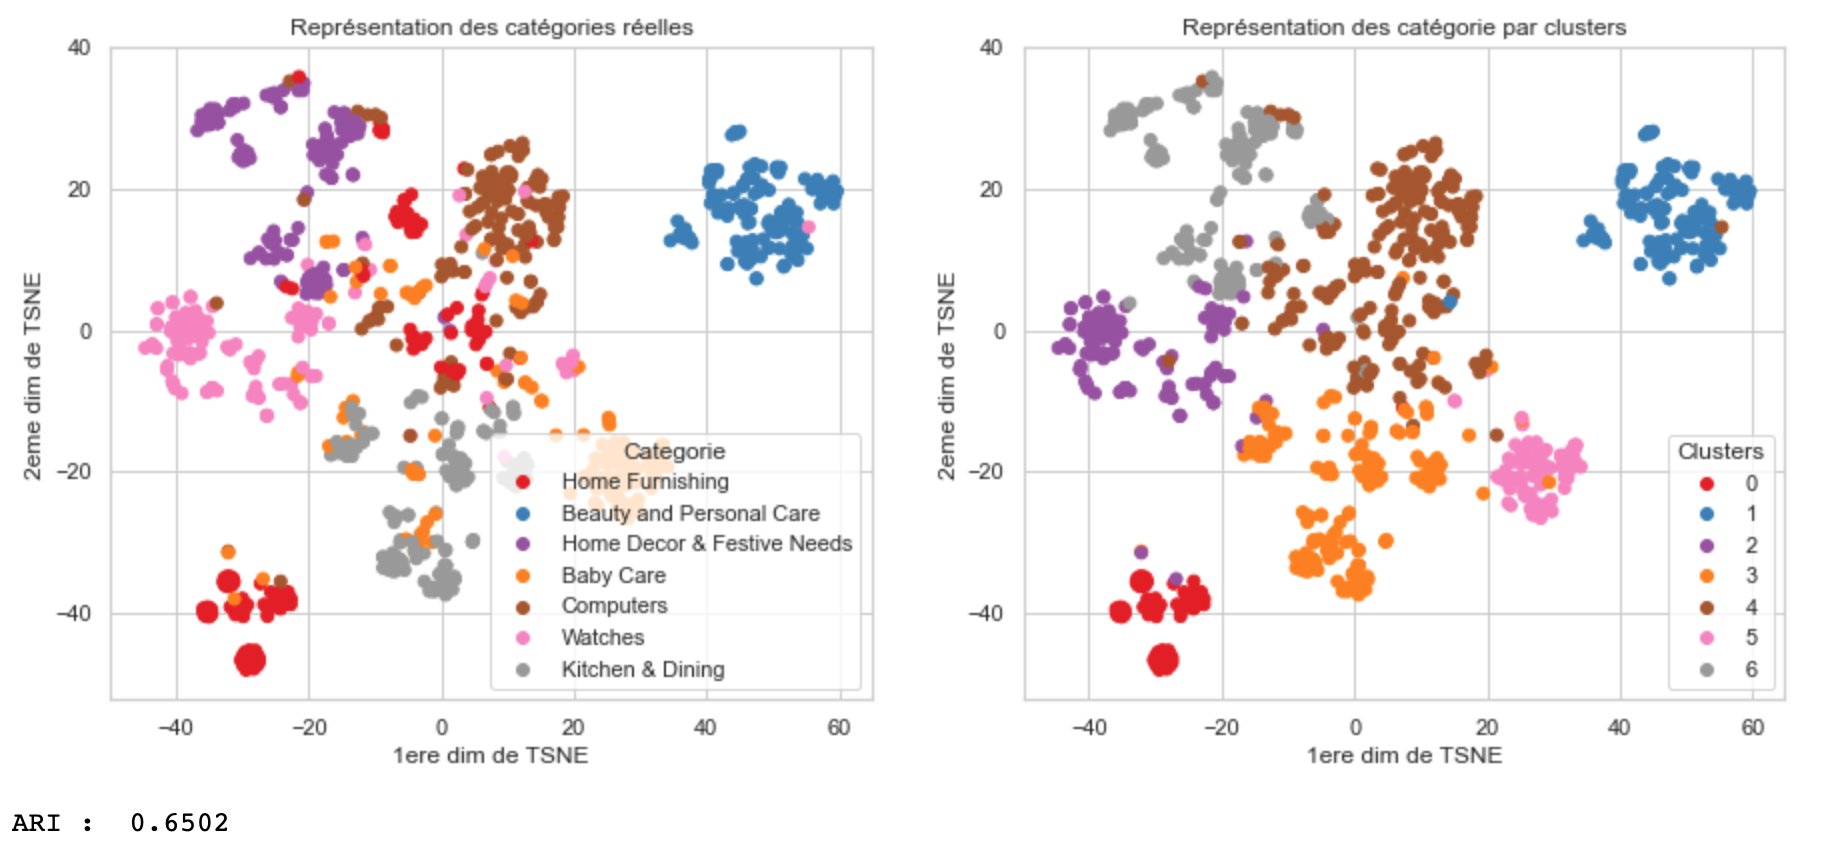 Représentation des catégories réelles
40
20
0
−20
−40
2eme dim de TSNE
−40 −20 0 20 40 60
1ere dim de TSNE
Categorie
Home Furnishing
Beauty and Personal Care
Home Decor & Festive Needs
Baby Care
Computers
Watches
Kitchen & Dining
Représentation des catégorie par clusters
40
20
0
−20
−40
2eme dim de TSNE
−40 −20 0 20 40 60
1ere dim de TSNE
Clusters
0
1
2
3
4
5
6
ARI : 0.6502